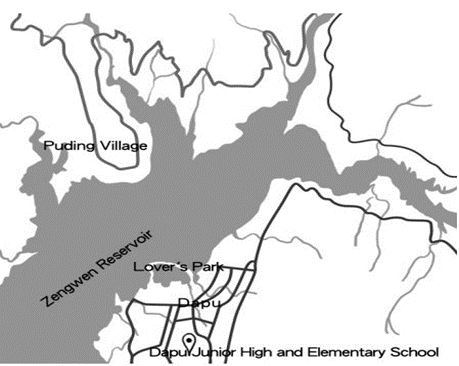 Puding Village
Zengwen Reservoir
Lover's Park
Dapu
Dapu Junior High and Elementary School